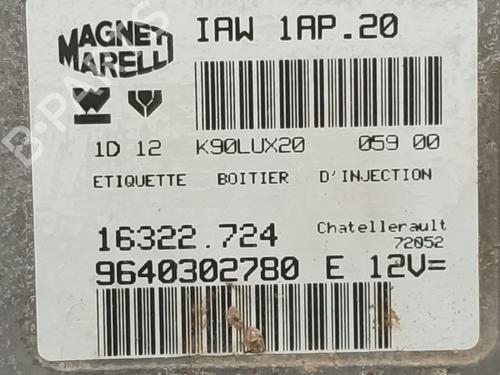 MAGNETI
MARELLI
IAW 1AP.20
1D 12 K90LUX20 059 00
ETIQUETTE BOITIER D'INJECTION
16322.724
Chatellerault
72052
9640302780 E 12V=